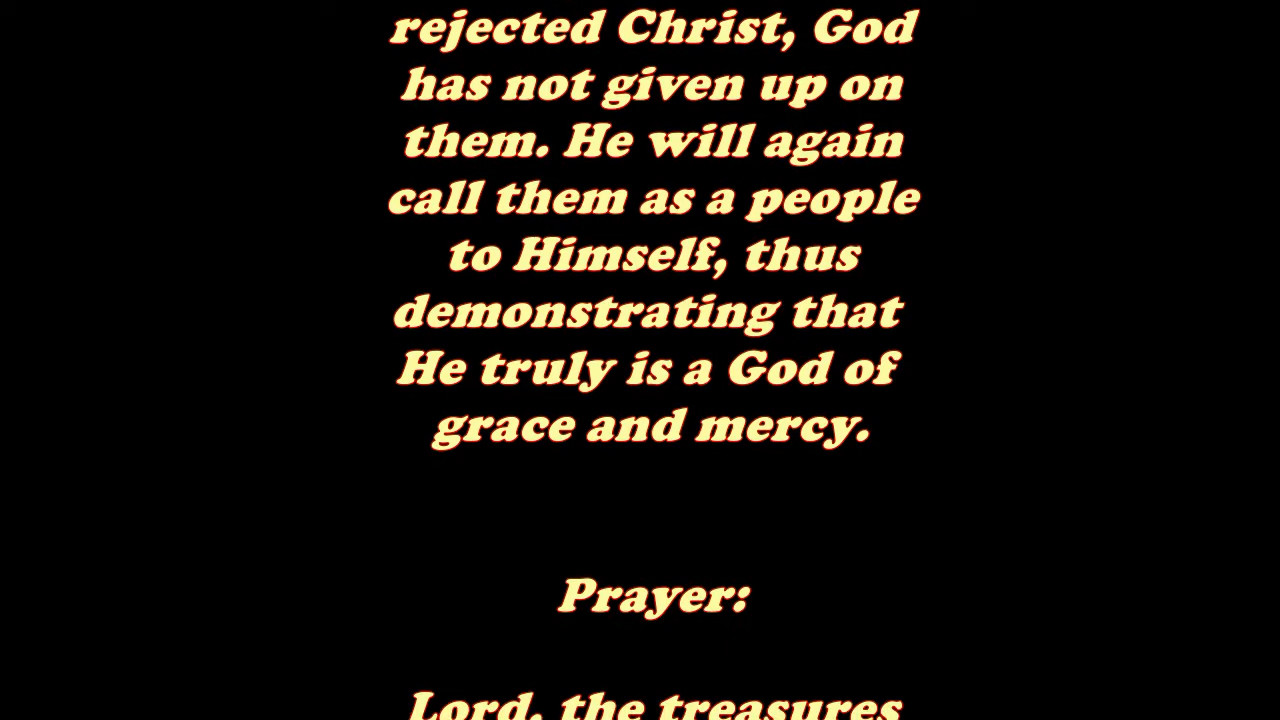 rejected Christ, God
has not given up on
them. He will again
call them as a people
to Himself, thus
demonstrating that
He truly is a God of
grace and mercy.
Prayer:
Lord, the treasures